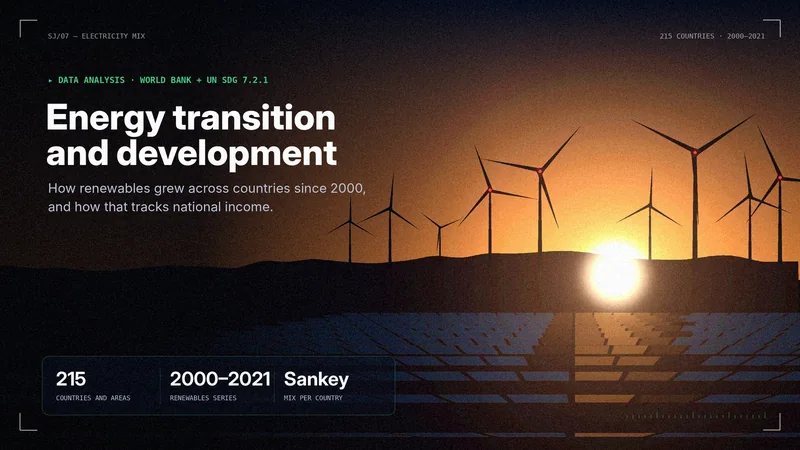 SJ/07 — ELECTRICITY MIX
215 COUNTRIES · 2000–2021
▸ DATA ANALYSIS · WORLD BANK + UN SDG 7.2.1
Energy transition
and development
How renewables grew across countries since 2000,
and how that tracks national income.
215
COUNTRIES AND AREAS
2000–2021
RENEWABLES SERIES
Sankey
MIX PER COUNTRY